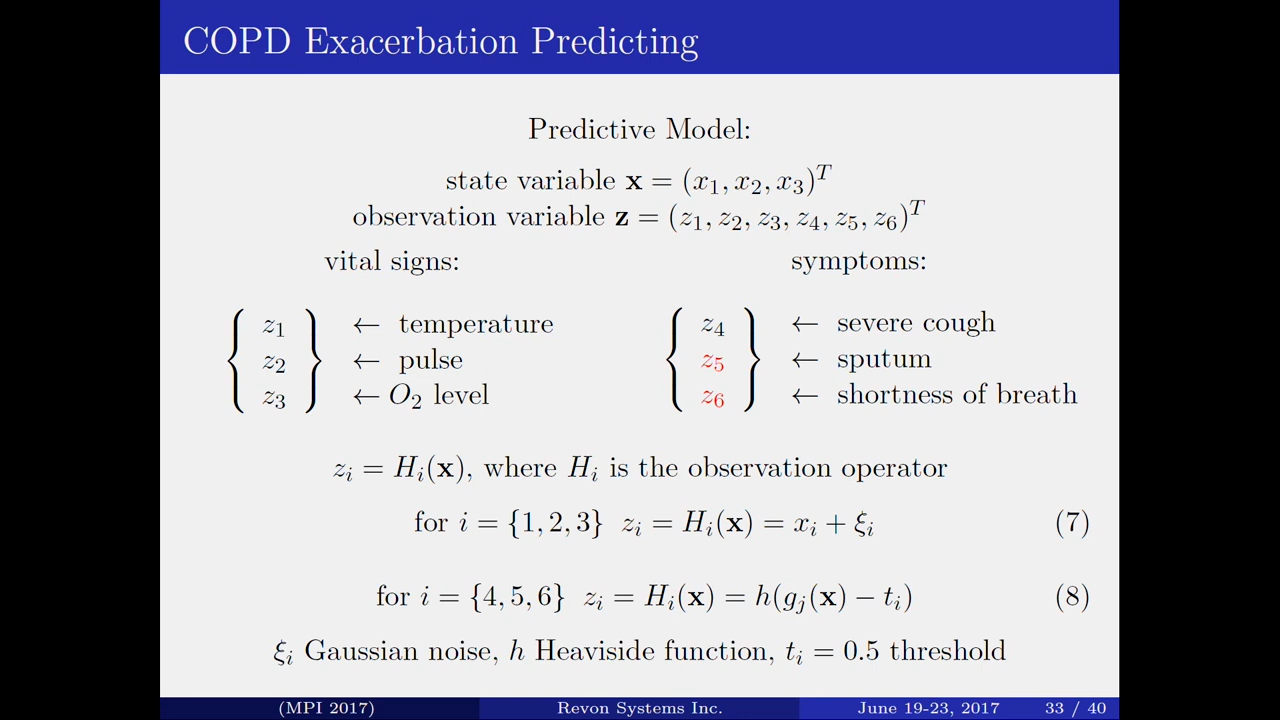 COPD Exacerbation Predicting
Predictive Model:
state variable x = (x₁, x₂, x₃)ᵀ
observation variable z = (z₁, z₂, z₃, z₄, z₅, z₆)ᵀ
vital signs:
{ z₁ } ← temperature
{ z₂ } ← pulse
{ z₃ } ← O₂ level
symptoms:
{ z₄ } ← severe cough
{ z₅ } ← sputum
{ z₆ } ← shortness of breath
zᵢ = Hᵢ(x), where Hᵢ is the observation operator
for i = {1, 2, 3} zᵢ = Hᵢ(x) = xᵢ + ξᵢ (7)
for i = {4, 5, 6} zᵢ = Hᵢ(x) = h(gⱼ(x) − tᵢ) (8)
ξᵢ Gaussian noise, h Heaviside function, tᵢ = 0.5 threshold
(MPI 2017) Revon Systems Inc. June 19-23, 2017 33 / 40